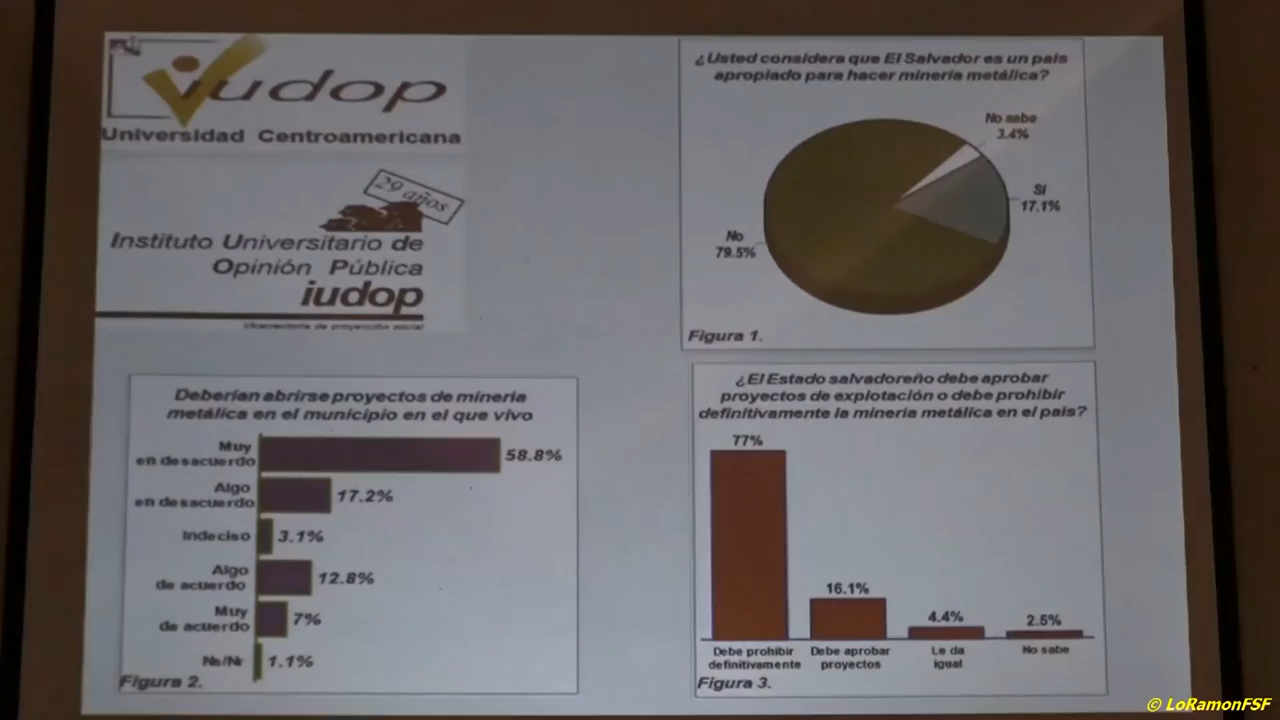 iudop
Universidad Centroamericana
29 años
Instituto Universitario de
Opinión Pública
iudop
Vicerrectoría de proyección social
¿Usted considera que El Salvador es un país
apropiado para hacer minería metálica?
No sabe
3.4%
Sí
17.1%
No
79.5%
Figura 1.
Deberían abrirse proyectos de minería
metálica en el municipio en el que vivo
Muy
en desacuerdo
58.8%
Algo
en desacuerdo
17.2%
Indeciso
3.1%
Algo
de acuerdo
12.8%
Muy
de acuerdo
7%
Ns/Nr
1.1%
Figura 2.
¿El Estado salvadoreño debe aprobar
proyectos de explotación o debe prohibir
definitivamente la minería metálica en el país?
77%
16.1%
4.4%
2.5%
Debe prohibir
definitivamente
Debe aprobar
proyectos
Le da
igual
No sabe
Figura 3.
© LoRamonFSF